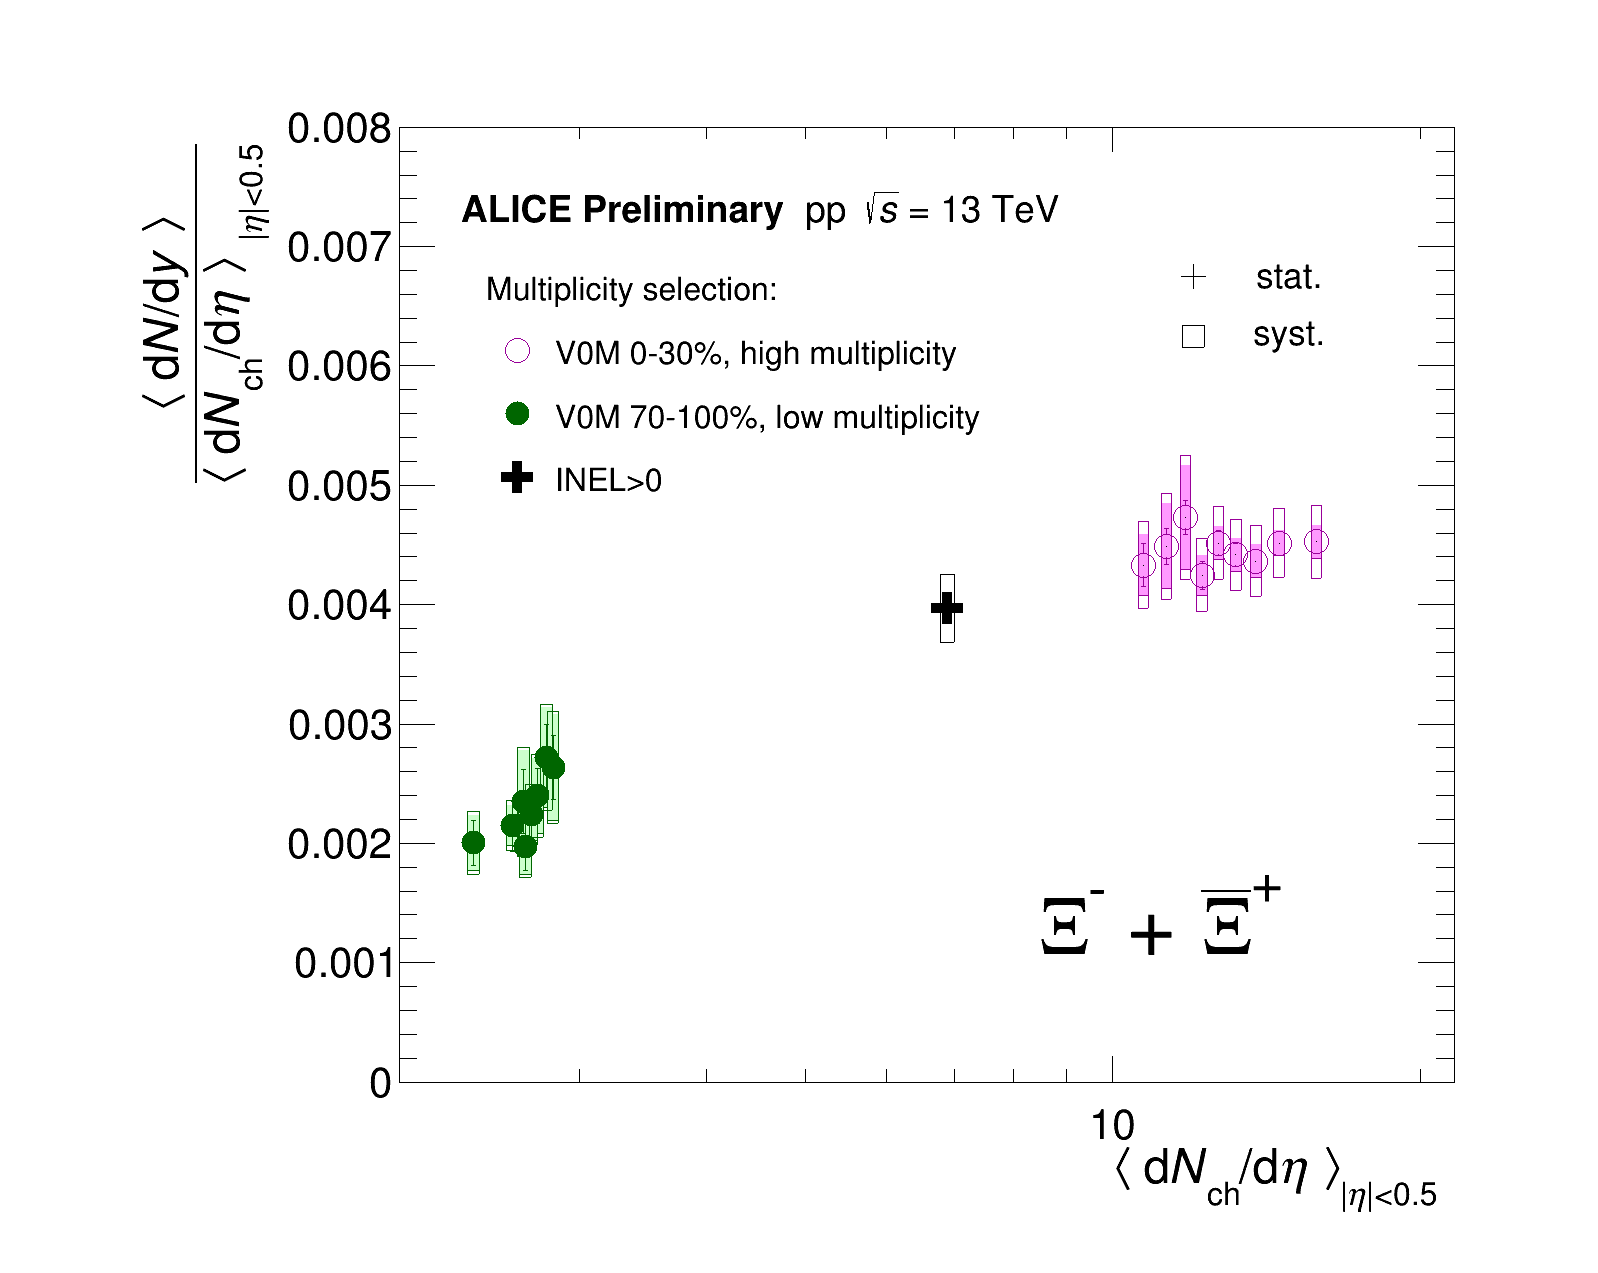 ⟨ dN/dy ⟩
⟨ dN_ch/dη ⟩_|η|<0.5
0.008
0.007
0.006
0.005
0.004
0.003
0.002
0.001
0
ALICE Preliminary pp √s = 13 TeV
Multiplicity selection:
V0M 0-30%, high multiplicity
V0M 70-100%, low multiplicity
INEL>0
stat.
syst.
Ξ⁻ + Ξ̅⁺
10
⟨ dN_ch/dη ⟩_|η|<0.5